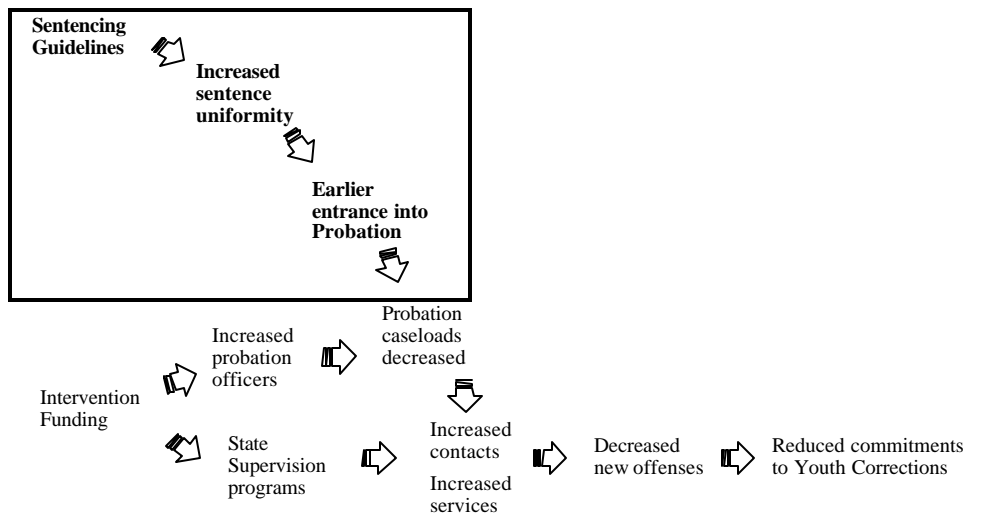 Sentencing
Guidelines
Increased
sentence
uniformity
Earlier
entrance into
Probation
Probation
caseloads
decreased
Increased
probation
officers
Intervention
Funding
State
Supervision
programs
Increased
contacts
Increased
services
Decreased
new offenses
Reduced commitments
to Youth Corrections